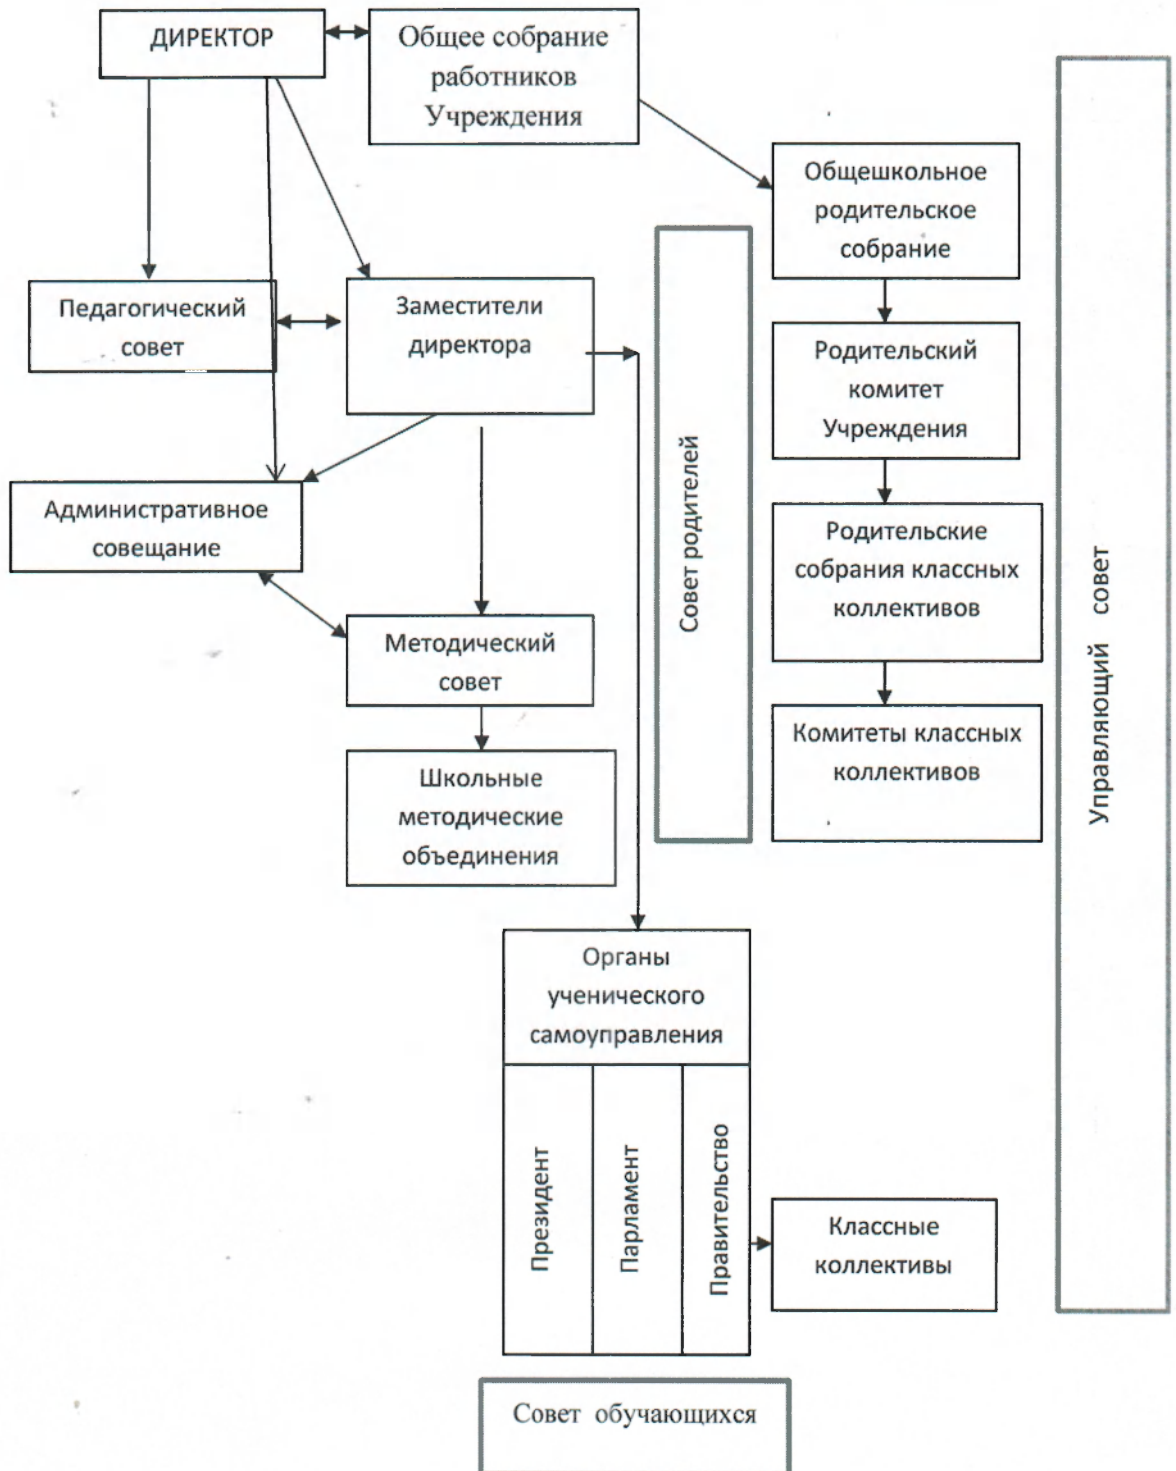 ДИРЕКТОР
Общее собрание
работников
Учреждения
Общешкольное
родительское
собрание
Педагогический
совет
Заместители
директора
Родительский
комитет
Учреждения
Административное
совещание
Совет родителей
Родительские
собрания классных
коллективов
Управляющий совет
Методический
совет
Комитеты классных
коллективов
Школьные
методические
объединения
Органы
ученического
самоуправления
Президент
Парламент
Правительство
Классные
коллективы
Совет обучающихся